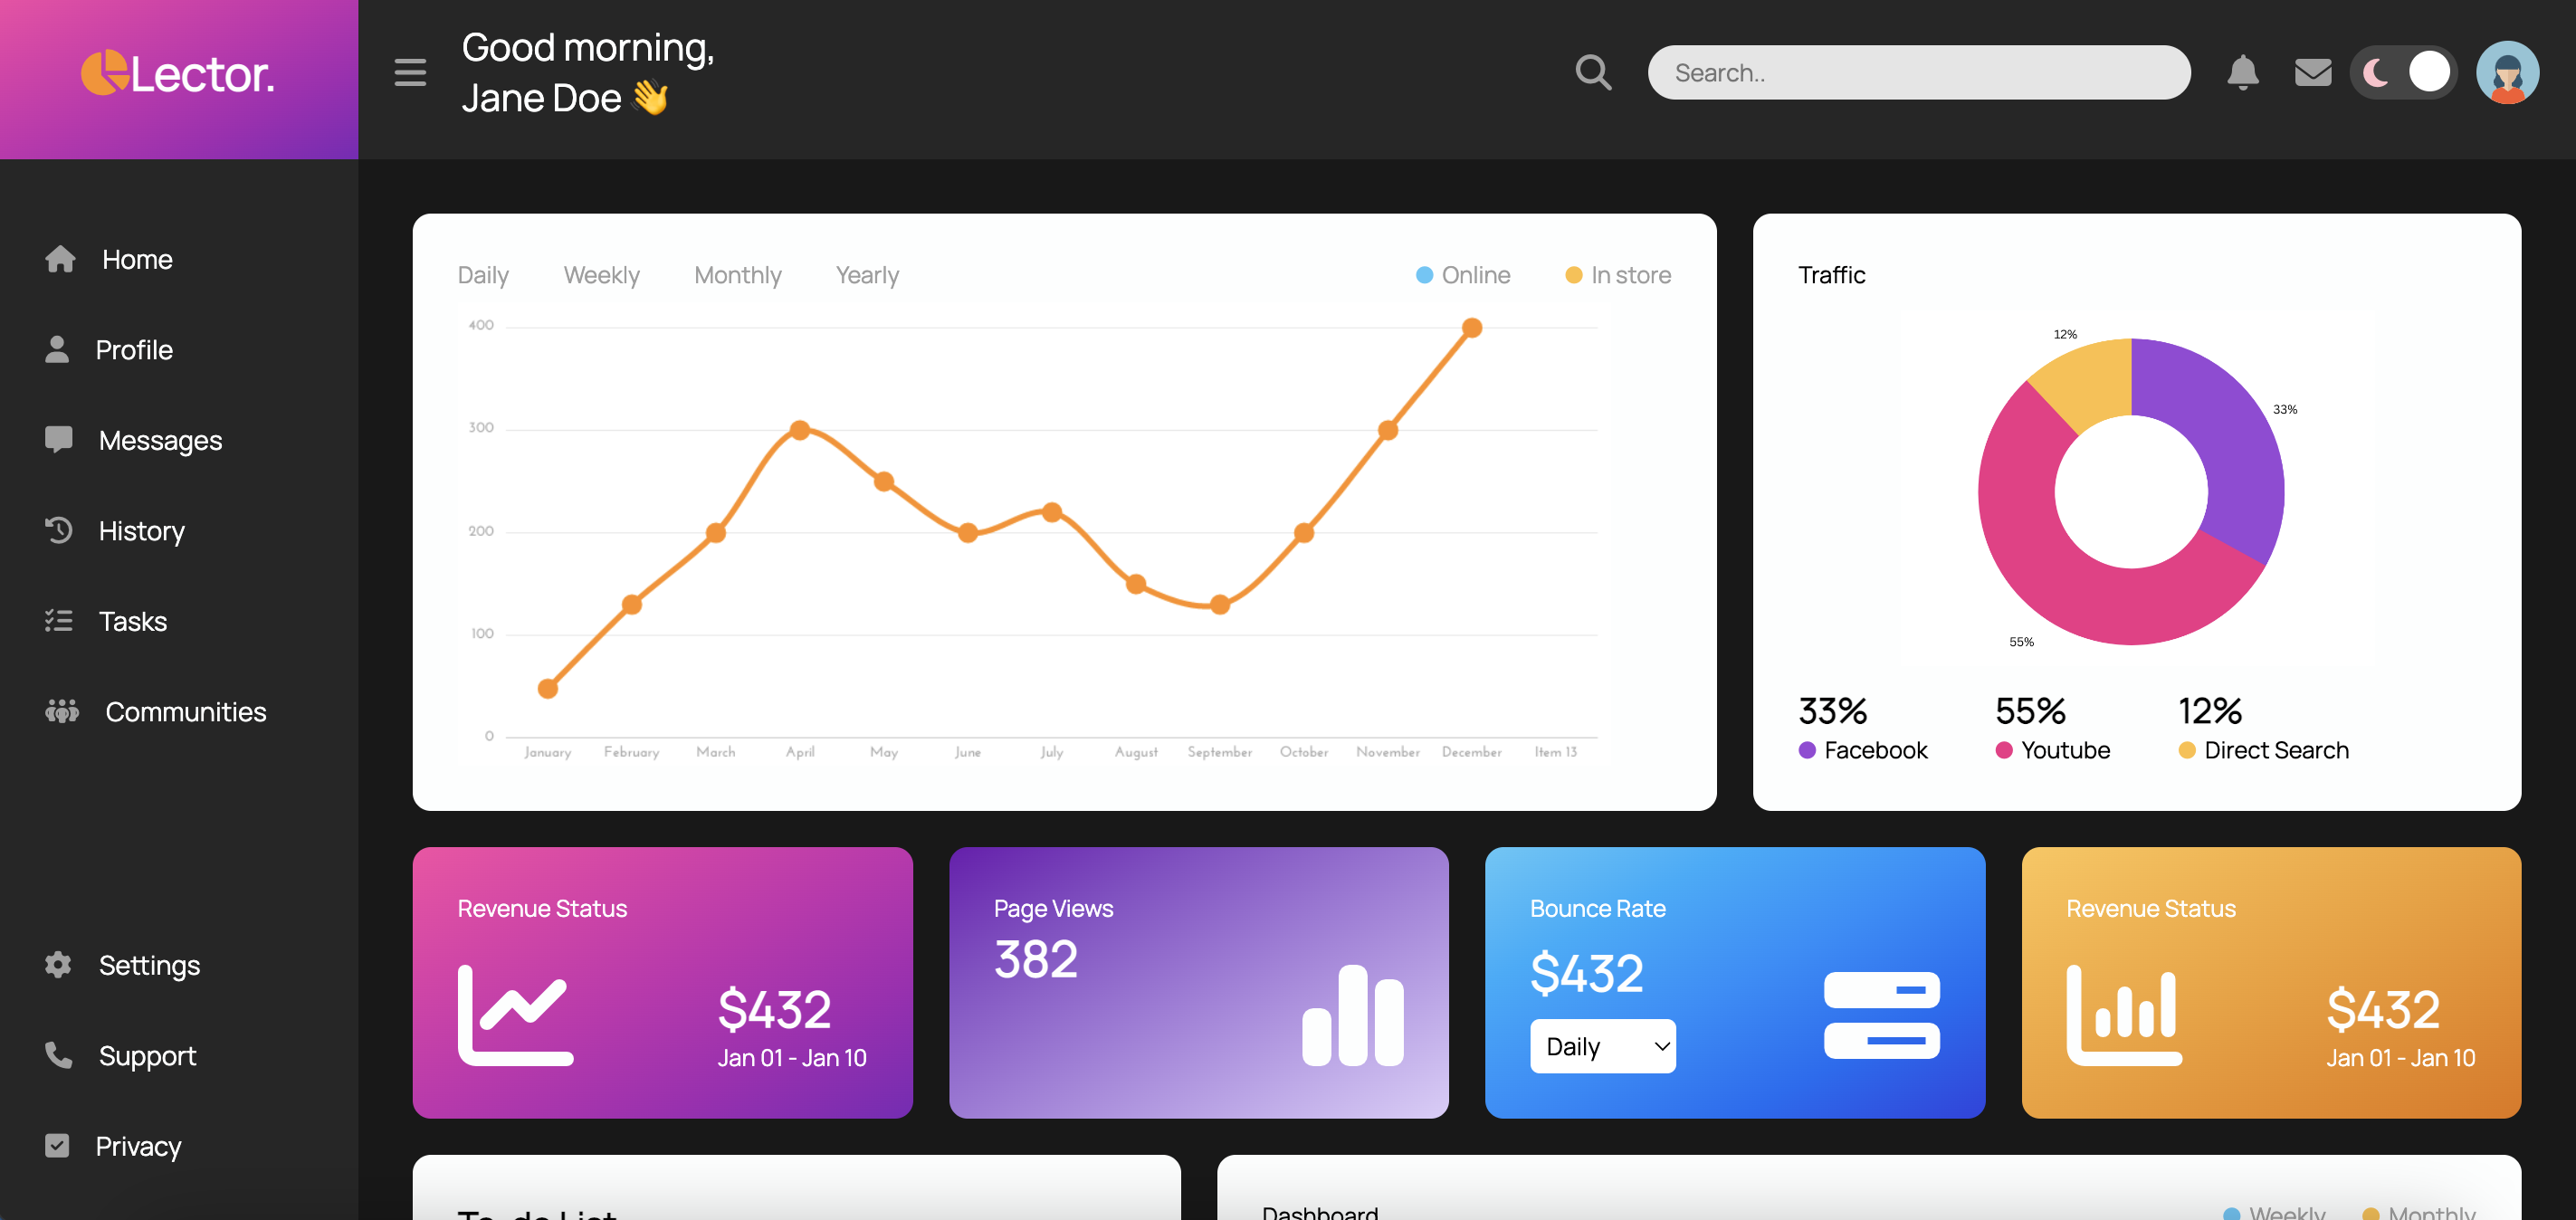 Lector.
Good morning,
Jane Doe 👋
Search..
Home
Profile
Messages
History
Tasks
Communities
Settings
Support
Privacy
Daily Weekly Monthly Yearly
Online In store
400
300
200
100
0
January February March April May June July August September October November December Item 13
Traffic
12%
33%
55%
33% 55% 12%
Facebook Youtube Direct Search
Revenue Status
$432
Jan 01 - Jan 10
Page Views
382
Bounce Rate
$432
Daily
Revenue Status
$432
Jan 01 - Jan 10
To-do List
Dashboard
Weekly Monthly